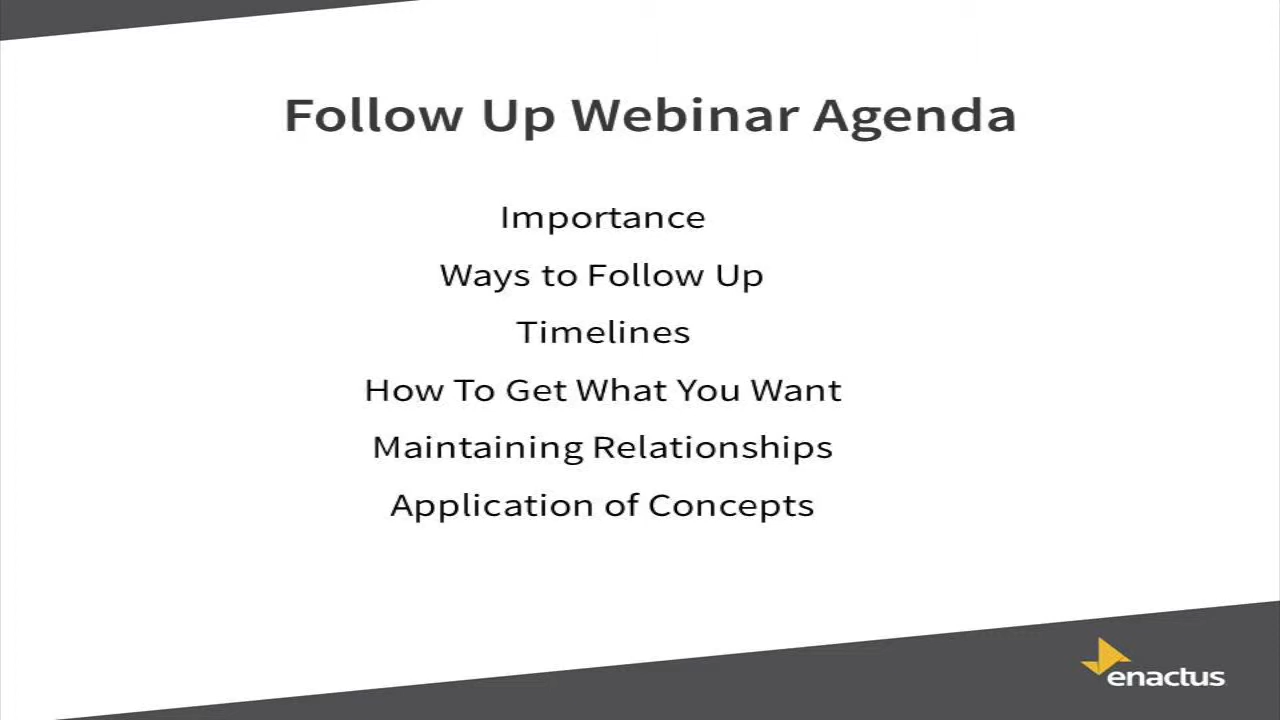 Follow Up Webinar Agenda
Importance
Ways to Follow Up
Timelines
How To Get What You Want
Maintaining Relationships
Application of Concepts
enactus